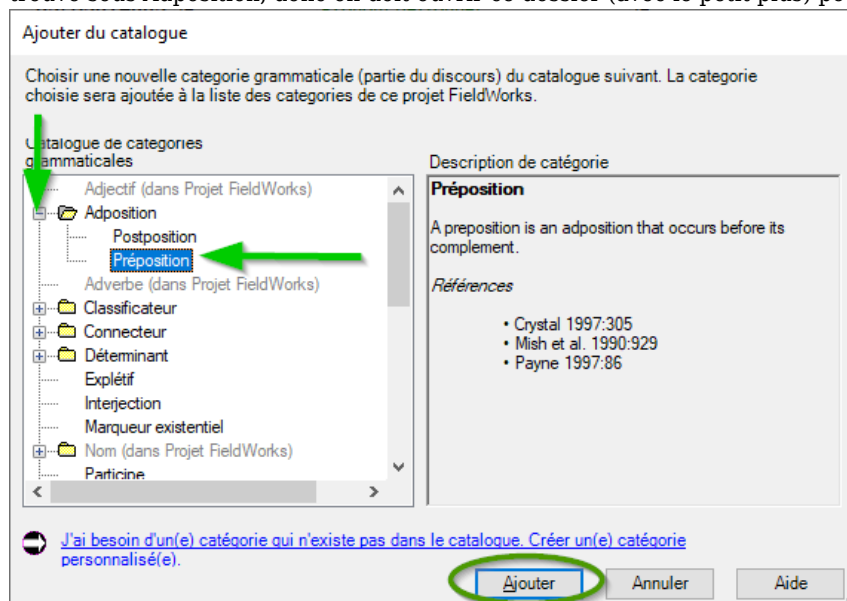 Ajouter du catalogue
Choisir une nouvelle categorie grammaticale (partie du discours) du catalogue suivant. La categorie
choisie sera ajoutée à la liste des categories de ce projet FieldWorks.
Catalogue de categories
grammaticales
Description de catégorie
Adjectif (dans Projet FieldWorks)
Adposition
Postposition
Préposition
Adverbe (dans Projet FieldWorks)
Classificateur
Connecteur
Déterminant
Explétif
Interjection
Marqueur existentiel
Nom (dans Projet FieldWorks)
Participe
Préposition
A preposition is an adposition that occurs before its
complement.
Références
• Crystal 1997:305
• Mish et al. 1990:929
• Payne 1997:86
J'ai besoin d'un(e) catégorie qui n'existe pas dans le catalogue. Créer un(e) catégorie
personnalisé(e).
Ajouter
Annuler
Aide